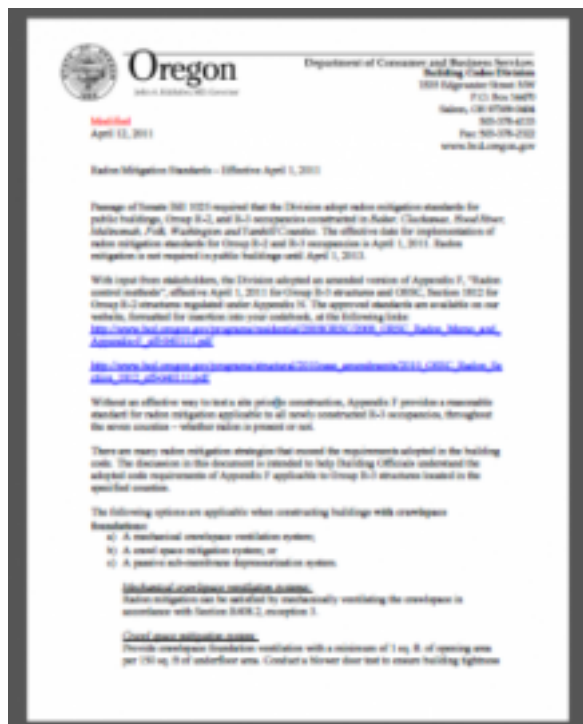 Oregon
Department of Consumer and Business Services
Building Codes Division
1535 Edgewater Street NW
P.O. Box 14470
Salem, OR 97309-0404
503-378-4133
Fax: 503-378-2322
www.bcd.oregon.gov
Modified
April 12, 2011
Radon Mitigation Standards – Effective April 1, 2011
Passage of Senate Bill 1025 required that the Division adopt radon mitigation standards for
public buildings, Group R-2, and R-3 occupancies constructed in Baker, Clackamas, Hood River,
Multnomah, Polk, Washington and Yamhill Counties. The effective date for implementation of
radon mitigation standards for Group R-2 and R-3 occupancies is April 1, 2011. Radon
mitigation is not required in public buildings until April 1, 2013.
With input from stakeholders, the Division adopted an amended version of Appendix F, "Radon
control methods", effective April 1, 2011 for Group R-3 structures and OSSC, Section 1812 for
Group R-2 structures regulated under Appendix N. The approved standards are available on our
website, formatted for insertion into your codebook, at the following links:
Without an effective way to test a site prior to construction, Appendix F provides a reasonable
standard for radon mitigation applicable to all newly constructed R-3 occupancies, throughout
the seven counties – whether radon is present or not.
There are many radon mitigation strategies that exceed the requirements adopted in the building
code. The discussion in this document is intended to help Building Officials understand the
adopted code requirements of Appendix F applicable to Group R-3 structures located in the
specified counties.
The following options are applicable when constructing buildings with crawlspace
foundations:
a) A mechanical crawlspace ventilation system;
b) A crawl space mitigation system; or
c) A passive sub-membrane depressurization system.
Mechanical crawlspace ventilation systems:
Radon mitigation can be satisfied by mechanically ventilating the crawlspace in
accordance with Section R408.2, exception 3.
Crawl space mitigation system:
Provide crawlspace foundation ventilation with a minimum of 1 sq. ft. of opening area
per 150 sq. ft of underfloor area. Conduct a blower door test to ensure building tightness